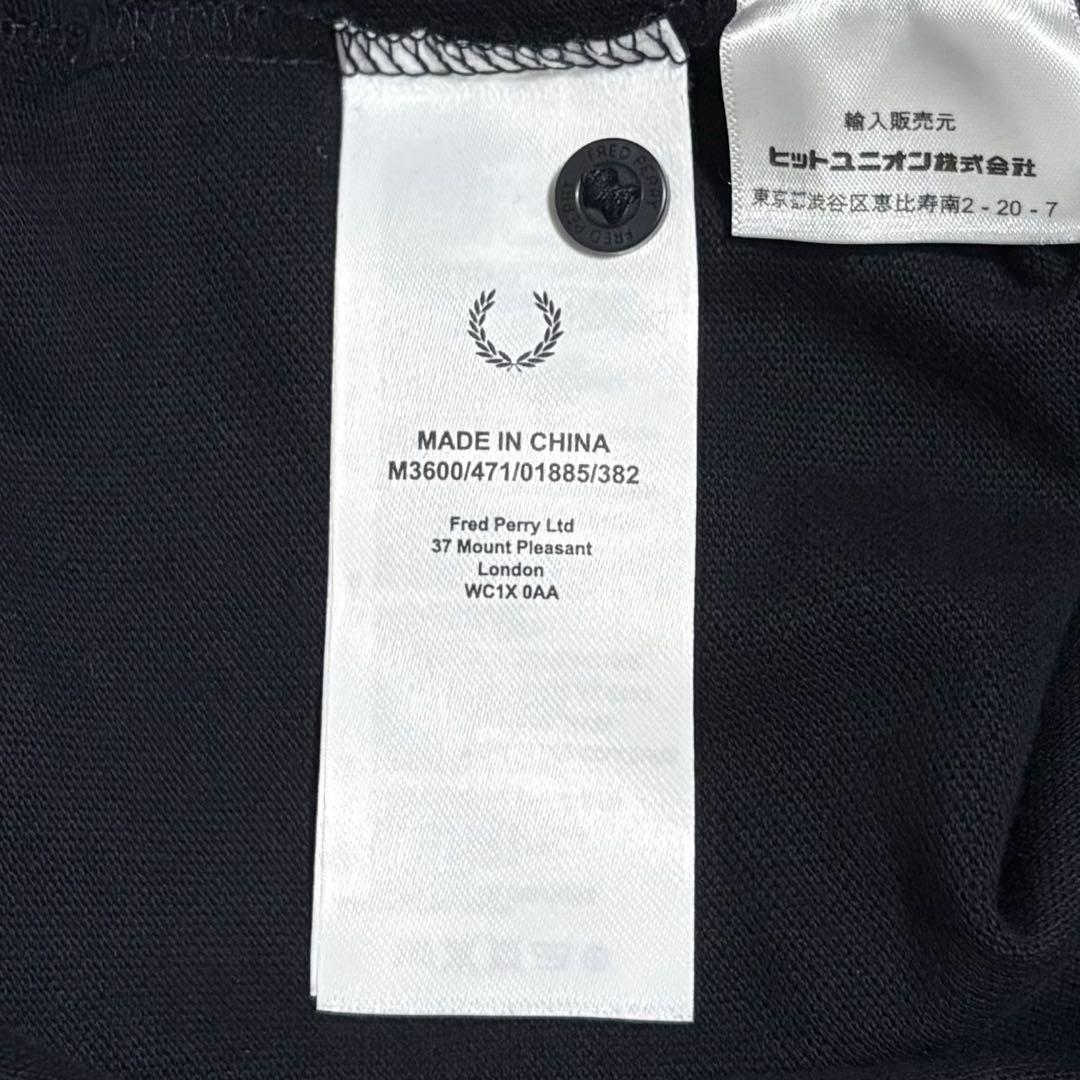 輸入販売元
ヒットユニオン株式会社
東京都渋谷区恵比寿南2-20-7
FRED PERRY
FRED PERRY
MADE IN CHINA
M3600/471/01885/382
Fred Perry Ltd
37 Mount Pleasant
London
WC1X 0AA